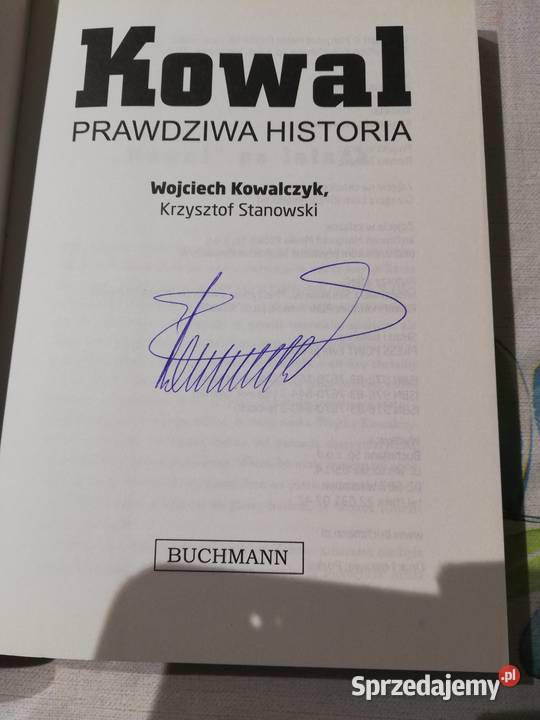 Kowal
PRAWDZIWA HISTORIA
Wojciech Kowalczyk,
Krzysztof Stanowski
BUCHMANN
Sprzedajemy.pl